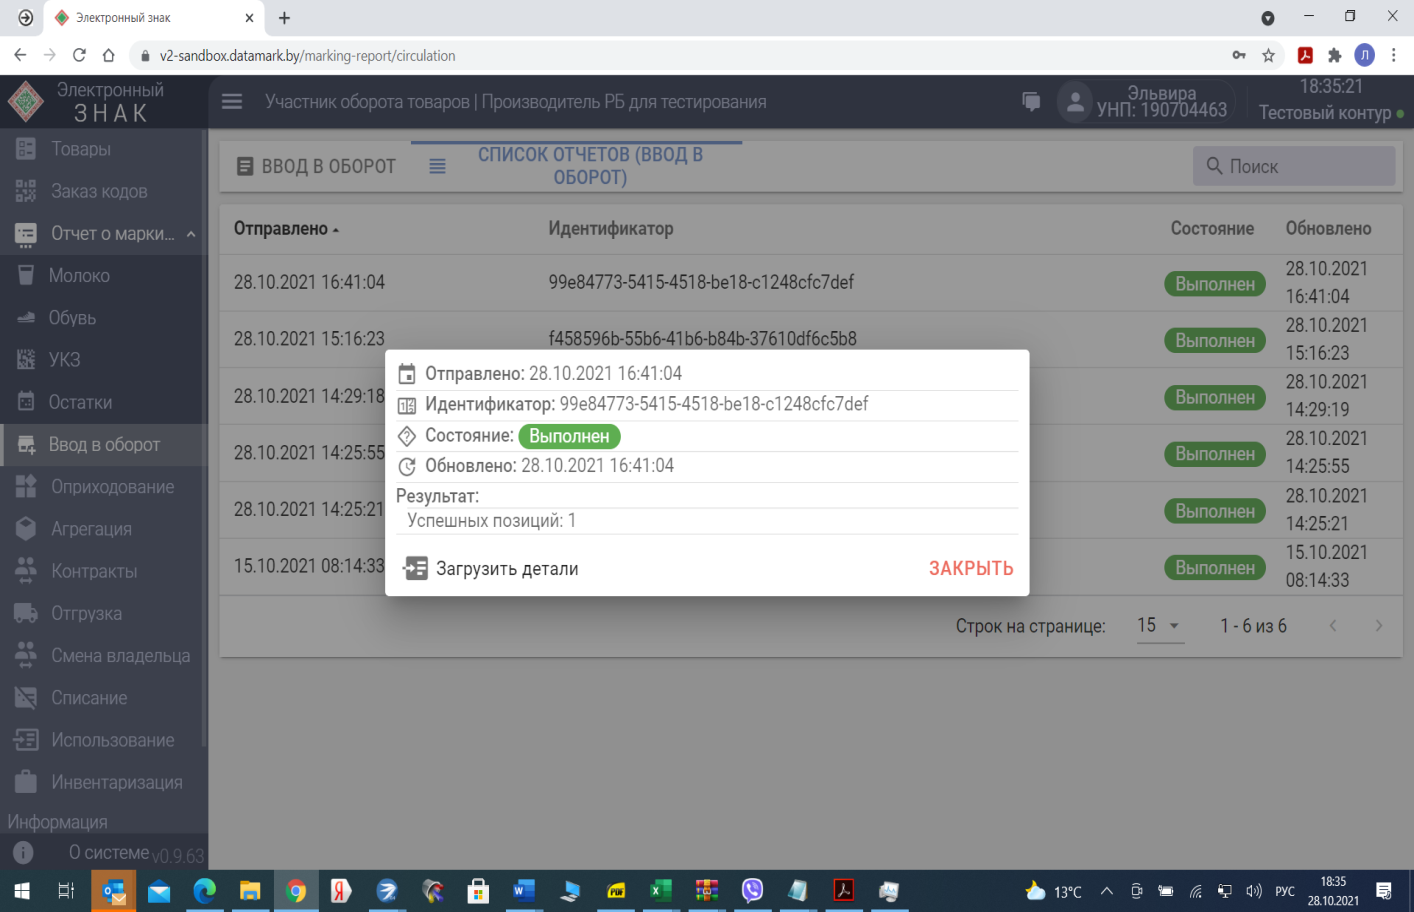 Электронный знак
v2-sandbox.datamark.by/marking-report/circulation
Л
Электронный
ЗНАК
Участник оборота товаров | Производитель РБ для тестирования
Эльвира
УНП: 190704463
18:35:21
Тестовый контур
Товары
Заказ кодов
Отчет о марки...
Молоко
Обувь
УКЗ
Остатки
Ввод в оборот
Оприходование
Агрегация
Контракты
Отгрузка
Смена владельца
Списание
Использование
Инвентаризация
Информация
О системе v0.9.63
ВВОД В ОБОРОТ
СПИСОК ОТЧЕТОВ (ВВОД В
ОБОРОТ)
Поиск
Отправлено Идентификатор Состояние Обновлено
28.10.2021 16:41:04 99e84773-5415-4518-be18-c1248cfc7def Выполнен 28.10.2021
16:41:04
28.10.2021 15:16:23 f458596b-55b6-41b6-b84b-37610df6c5b8 Выполнен 28.10.2021
15:16:23
28.10.2021 14:29:18 Выполнен 28.10.2021
14:29:19
28.10.2021 14:25:55 Выполнен 28.10.2021
14:25:55
28.10.2021 14:25:21 Выполнен 28.10.2021
14:25:21
15.10.2021 08:14:33 Выполнен 15.10.2021
08:14:33
Отправлено: 28.10.2021 16:41:04
Идентификатор: 99e84773-5415-4518-be18-c1248cfc7def
Состояние: Выполнен
Обновлено: 28.10.2021 16:41:04
Результат:
Успешных позиций: 1
Загрузить детали
ЗАКРЫТЬ
Строк на странице: 15 1 - 6 из 6
13°C
РУС
18:35
28.10.2021